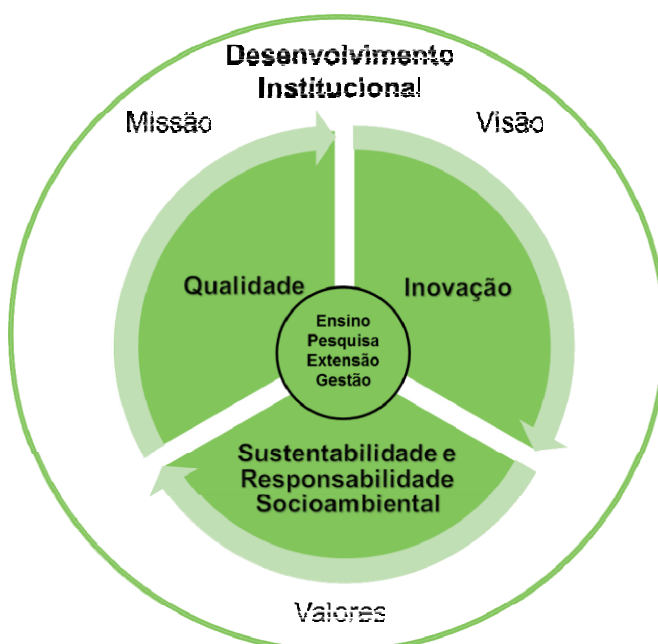 Desenvolvimento
Institucional
Missão
Visão
Qualidade
Inovação
Ensino
Pesquisa
Extensão
Gestão
Sustentabilidade e
Responsabilidade
Socioambiental
Valores